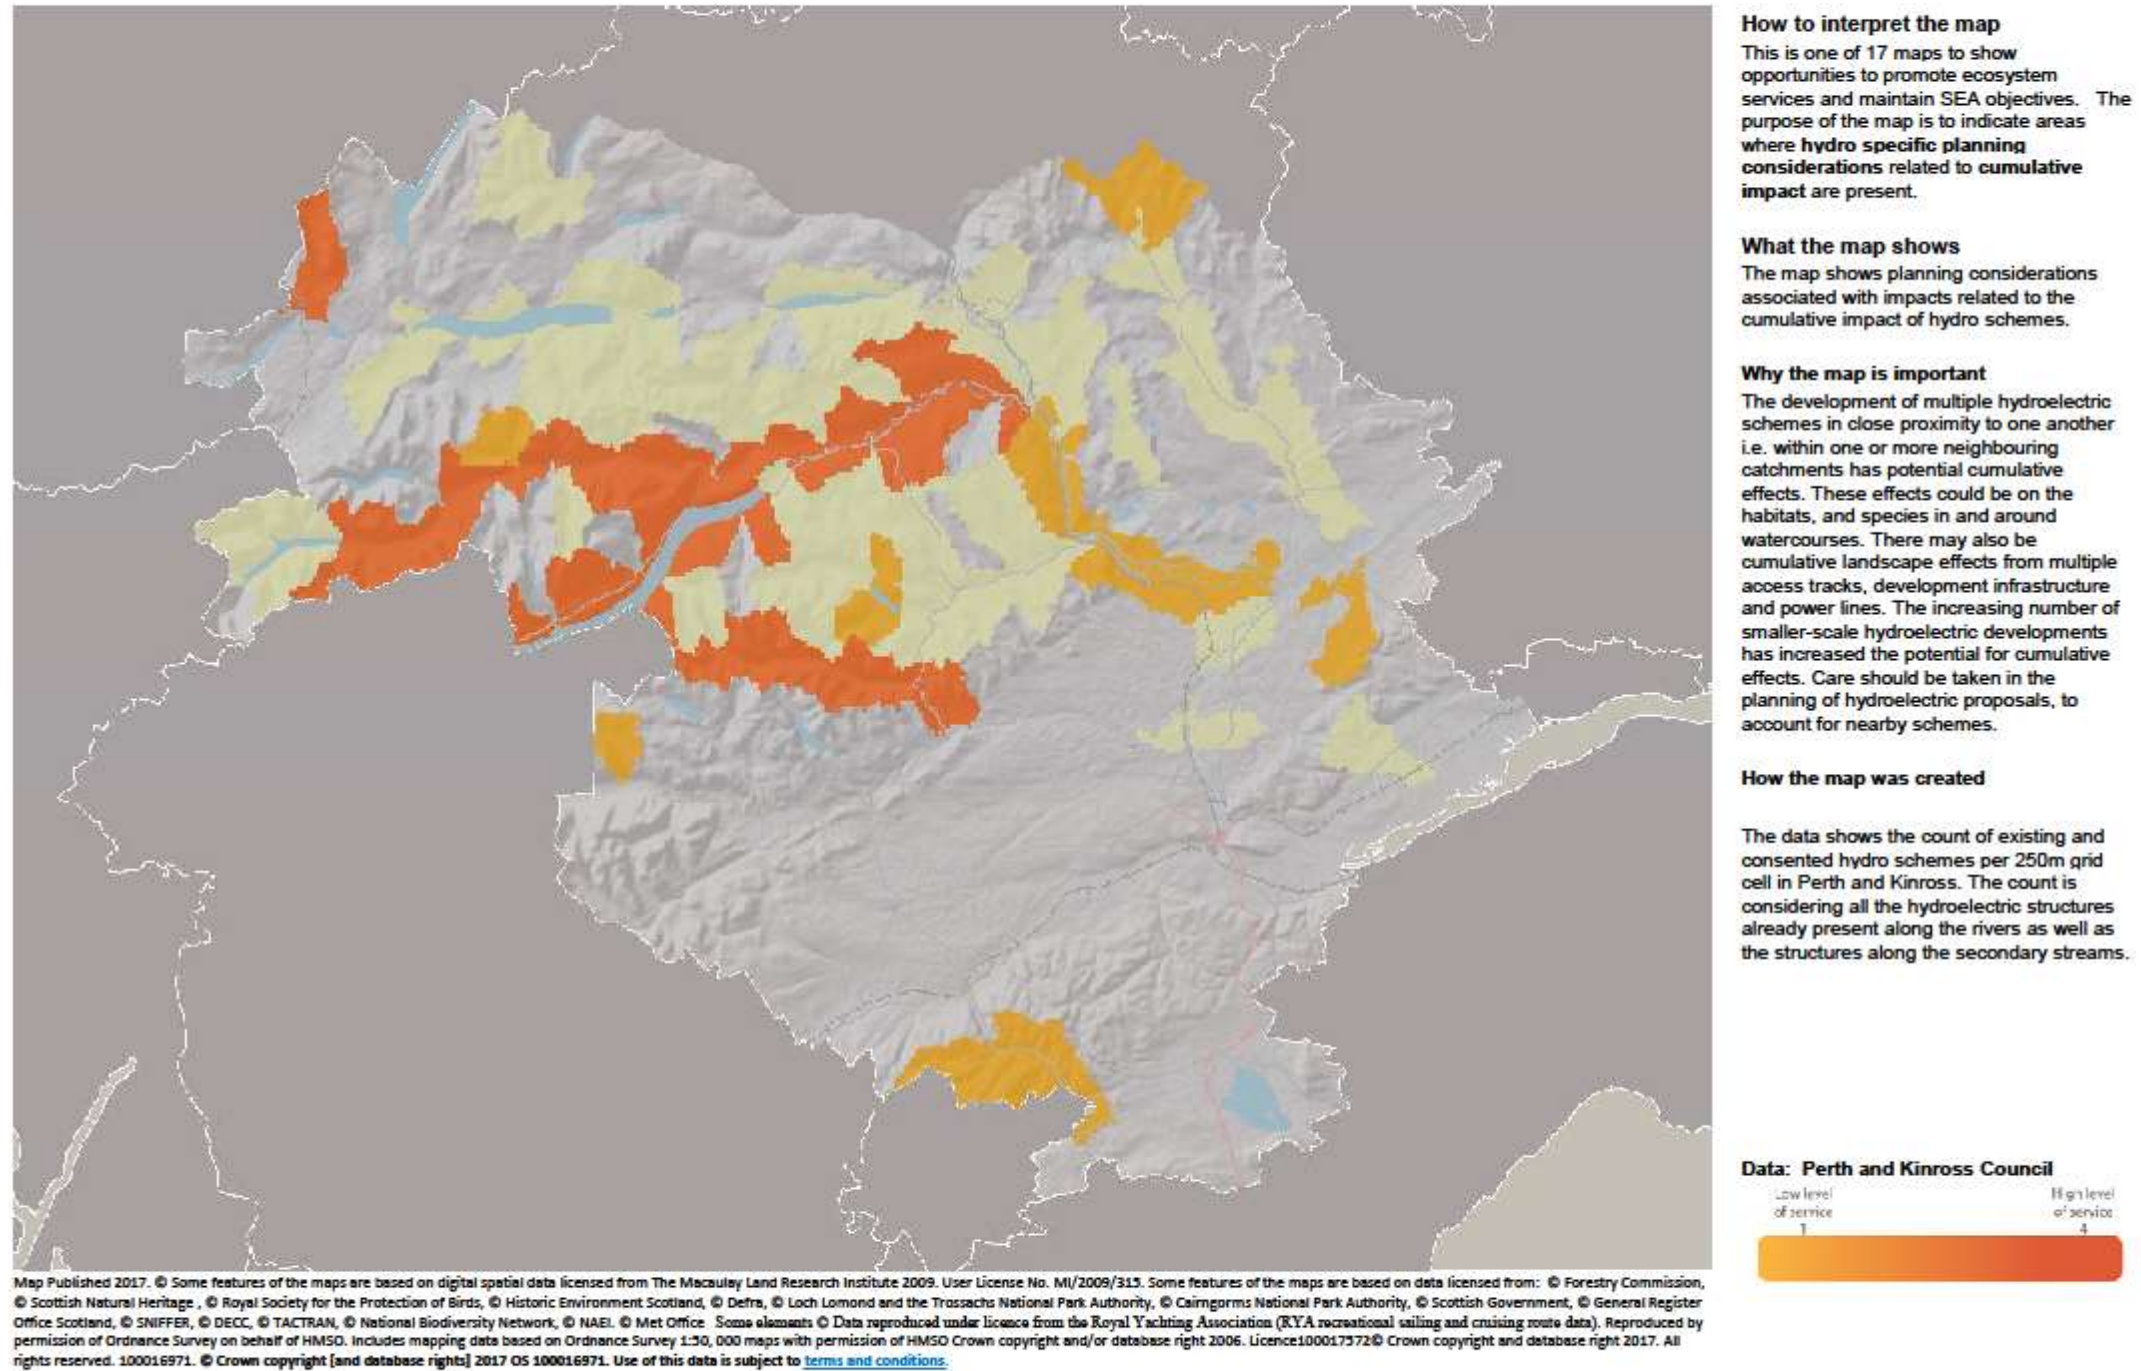 How to interpret the map
This is one of 17 maps to show
opportunities to promote ecosystem
services and maintain SEA objectives. The
purpose of the map is to indicate areas
where hydro specific planning
considerations related to cumulative
impact are present.
What the map shows
The map shows planning considerations
associated with impacts related to the
cumulative impact of hydro schemes.
Why the map is important
The development of multiple hydroelectric
schemes in close proximity to one another
i.e. within one or more neighbouring
catchments has potential cumulative
effects. These effects could be on the
habitats, and species in and around
watercourses. There may also be
cumulative landscape effects from multiple
access tracks, development infrastructure
and power lines. The increasing number of
smaller-scale hydroelectric developments
has increased the potential for cumulative
effects. Care should be taken in the
planning of hydroelectric proposals, to
account for nearby schemes.
How the map was created
The data shows the count of existing and
consented hydro schemes per 250m grid
cell in Perth and Kinross. The count is
considering all the hydroelectric structures
already present along the rivers as well as
the structures along the secondary streams.
Data: Perth and Kinross Council
Low level High level
of service of service
1 4
Map Published 2017. © Some features of the maps are based on digital spatial data licensed from The Macaulay Land Research Institute 2009. User License No. MI/2009/315. Some features of the maps are based on data licensed from: © Forestry Commission,
© Scottish Natural Heritage , © Royal Society for the Protection of Birds, © Historic Environment Scotland, © Defra, © Loch Lomond and the Trossachs National Park Authority, © Cairngorms National Park Authority, © Scottish Government, © General Register
Office Scotland, © SNIFFER, © DECC, © TACTRAN, © National Biodiversity Network, © NAEI. © Met Office Some elements © Data reproduced under licence from the Royal Yachting Association (RYA recreational sailing and cruising route data). Reproduced by
permission of Ordnance Survey on behalf of HMSO. Includes mapping data based on Ordnance Survey 1:50, 000 maps with permission of HMSO Crown copyright and/or database right 2006. Licence100017572© Crown copyright and database right 2017. All
rights reserved. 100016971. © Crown copyright [and database rights] 2017 OS 100016971. Use of this data is subject to terms and conditions.